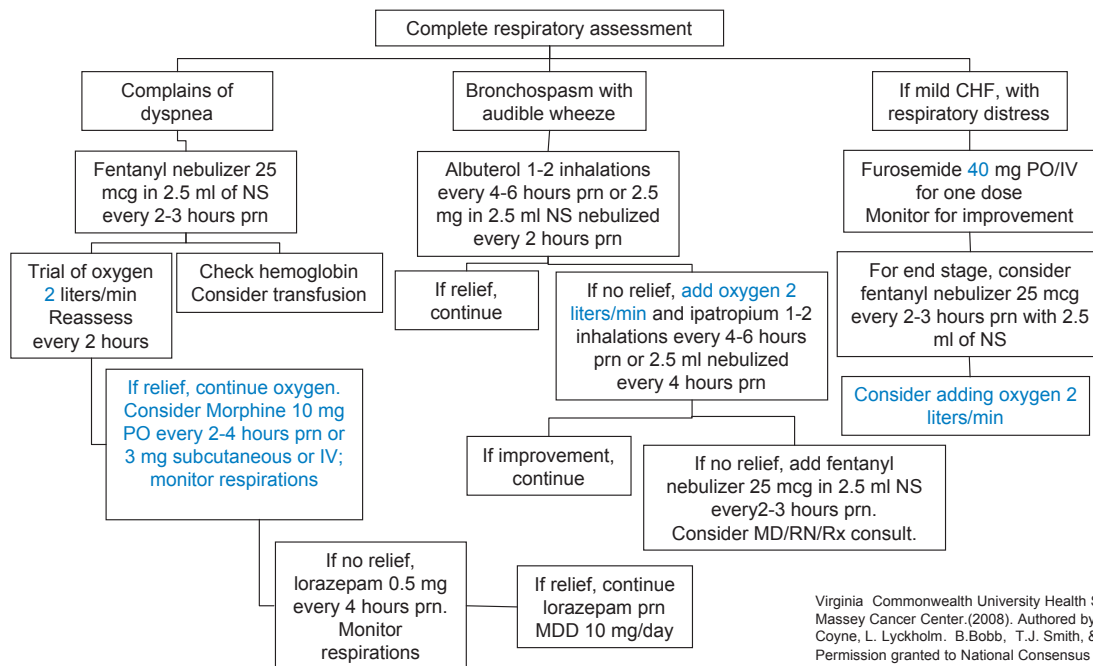 Complete respiratory assessment
Complains of
dyspnea
Bronchospasm with
audible wheeze
If mild CHF, with
respiratory distress
Fentanyl nebulizer 25
mcg in 2.5 ml of NS
every 2-3 hours prn
Albuterol 1-2 inhalations
every 4-6 hours prn or 2.5
mg in 2.5 ml NS nebulized
every 2 hours prn
Furosemide 40 mg PO/IV
for one dose
Monitor for improvement
Trial of oxygen
2 liters/min
Reassess
every 2 hours
Check hemoglobin
Consider transfusion
If relief,
continue
If no relief, add oxygen 2
liters/min and ipatropium 1-2
inhalations every 4-6 hours
prn or 2.5 ml nebulized
every 4 hours prn
For end stage, consider
fentanyl nebulizer 25 mcg
every 2-3 hours prn with 2.5
ml of NS
If relief, continue oxygen.
Consider Morphine 10 mg
PO every 2-4 hours prn or
3 mg subcutaneous or IV;
monitor respirations
Consider adding oxygen 2
liters/min
If improvement,
continue
If no relief, add fentanyl
nebulizer 25 mcg in 2.5 ml NS
every2-3 hours prn.
Consider MD/RN/Rx consult.
If no relief,
lorazepam 0.5 mg
every 4 hours prn.
Monitor
respirations
If relief, continue
lorazepam prn
MDD 10 mg/day
Virginia Commonwealth University Health
Massey Cancer Center.(2008). Authored by
Coyne, L. Lyckholm. B.Bobb, T.J. Smith, &
Permission granted to National Consensus